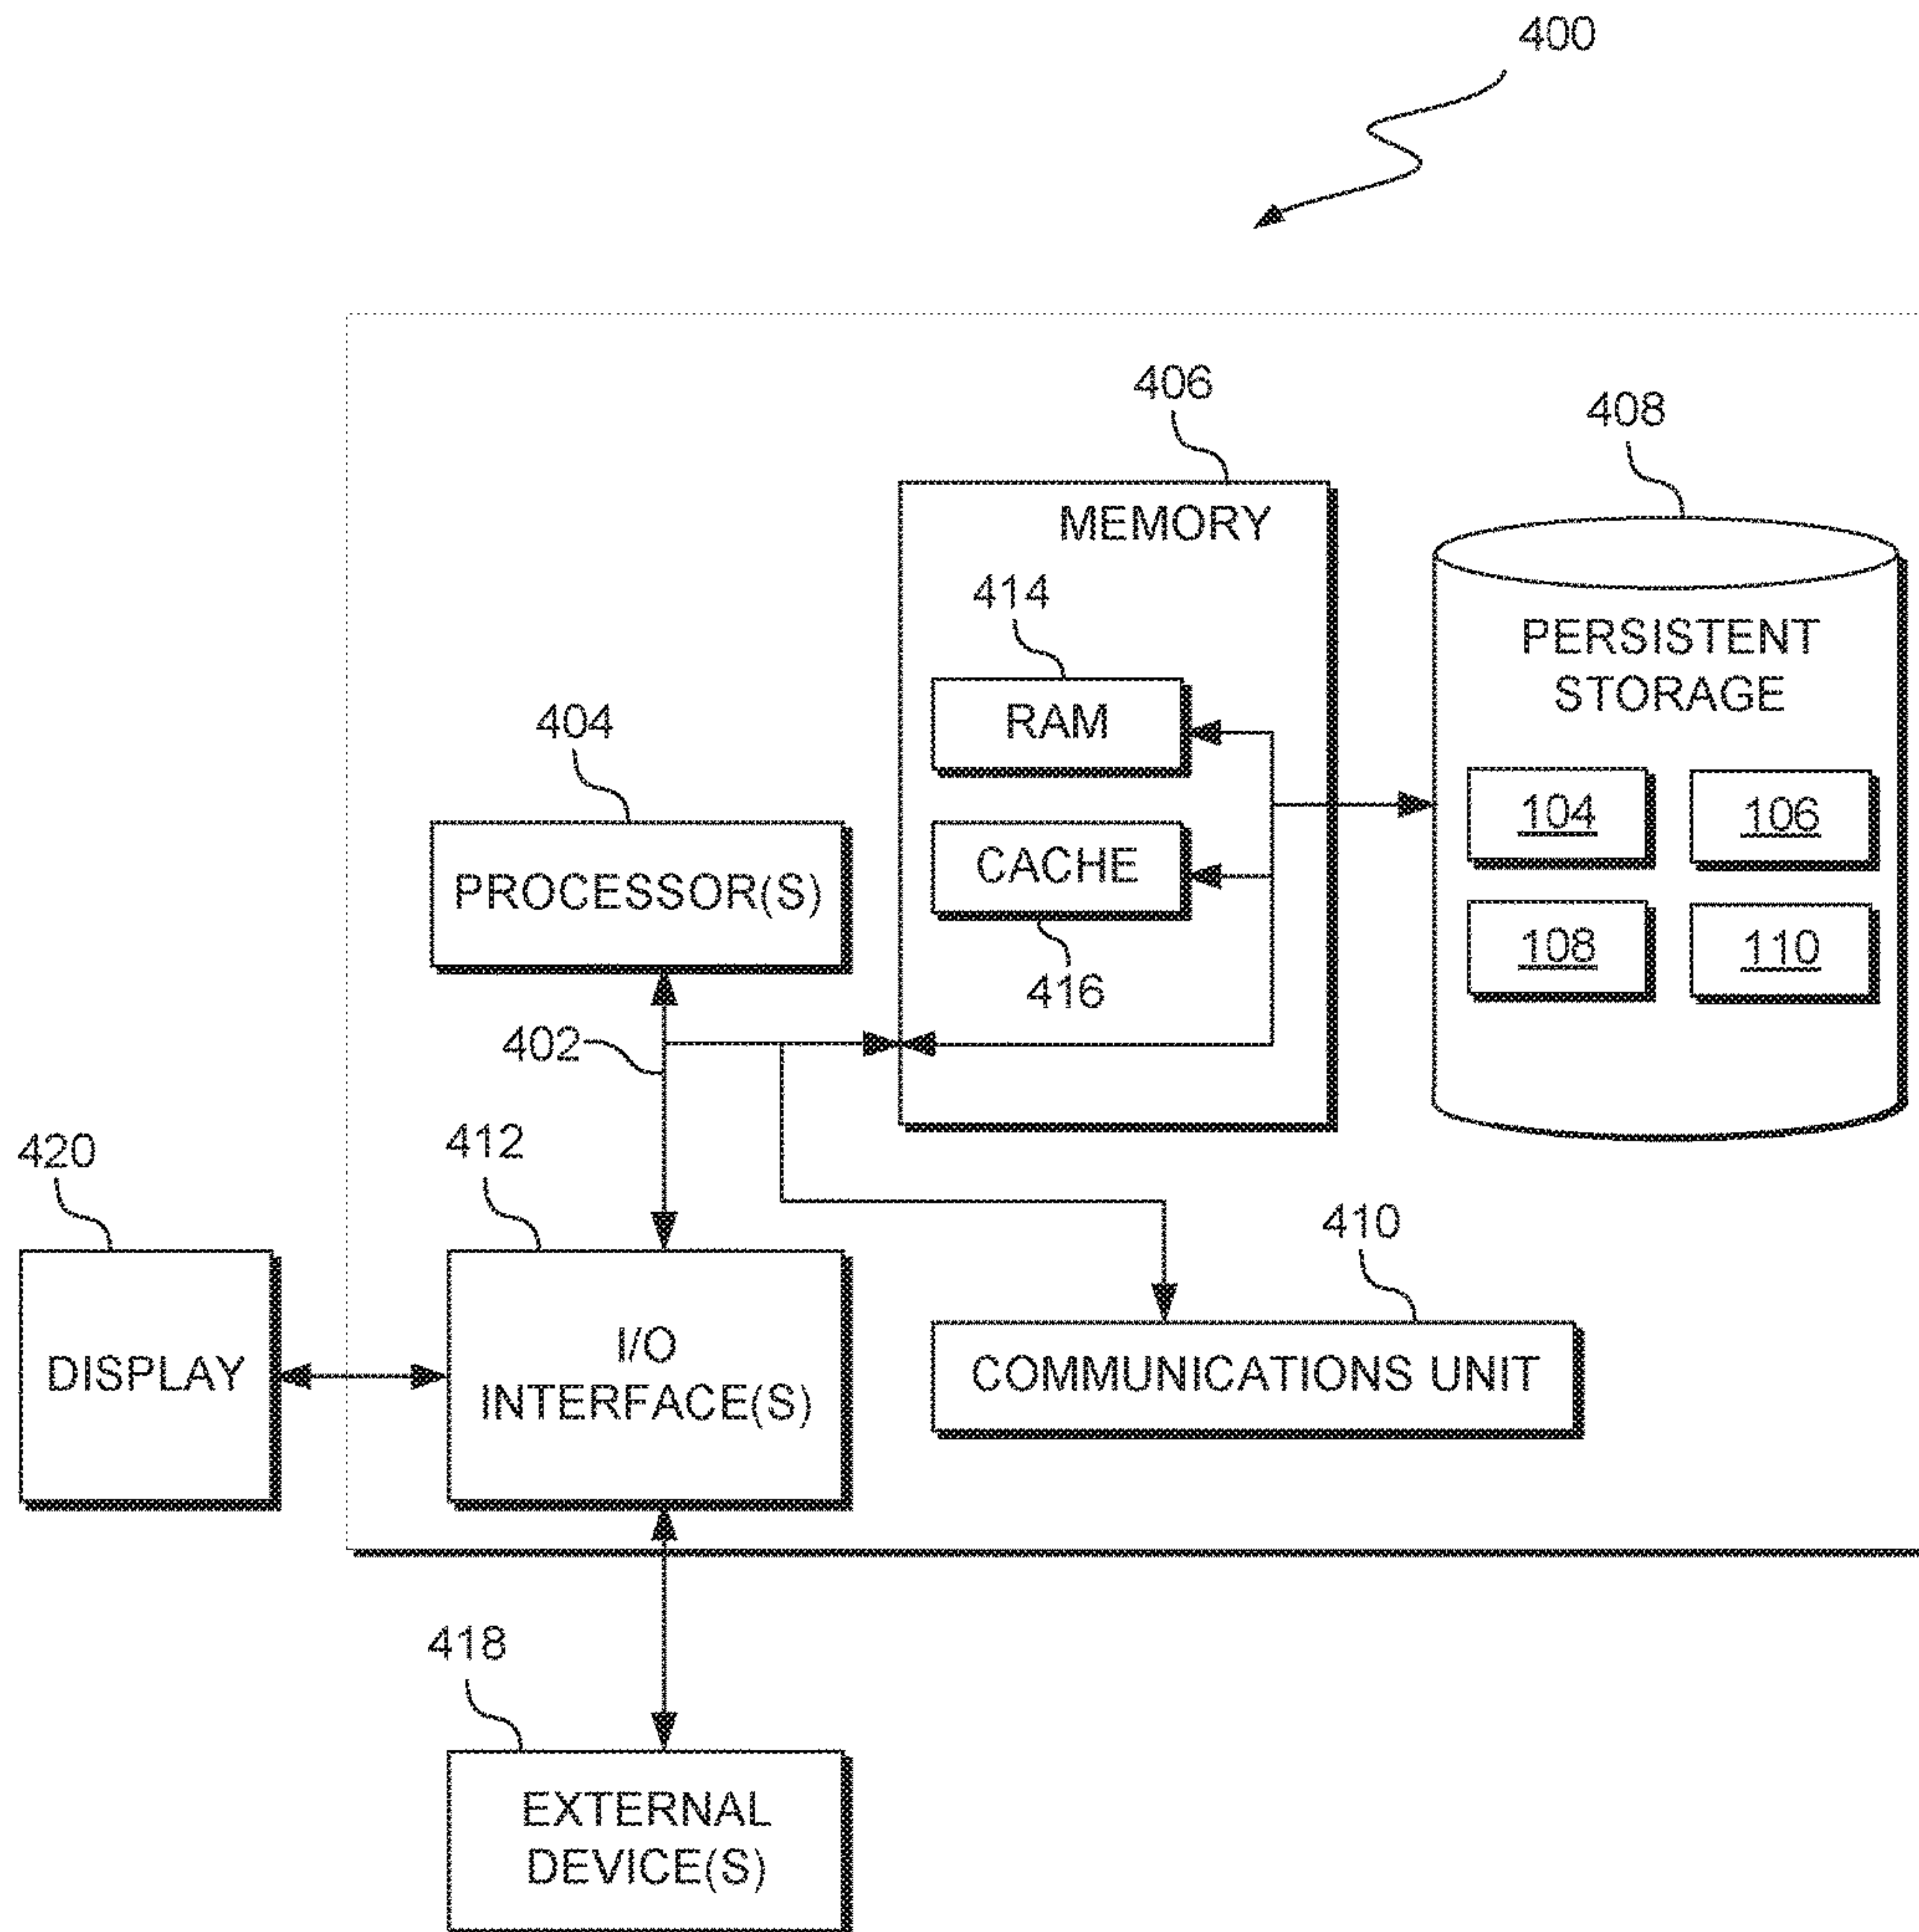 400
406
408
MEMORY
414
PERSISTENT
STORAGE
RAM
404
104
106
CACHE
PROCESSOR(S)
108
110
416
402
412
420
410
I/O
INTERFACE(S)
DISPLAY
COMMUNICATIONS UNIT
418
EXTERNAL
DEVICE(S)